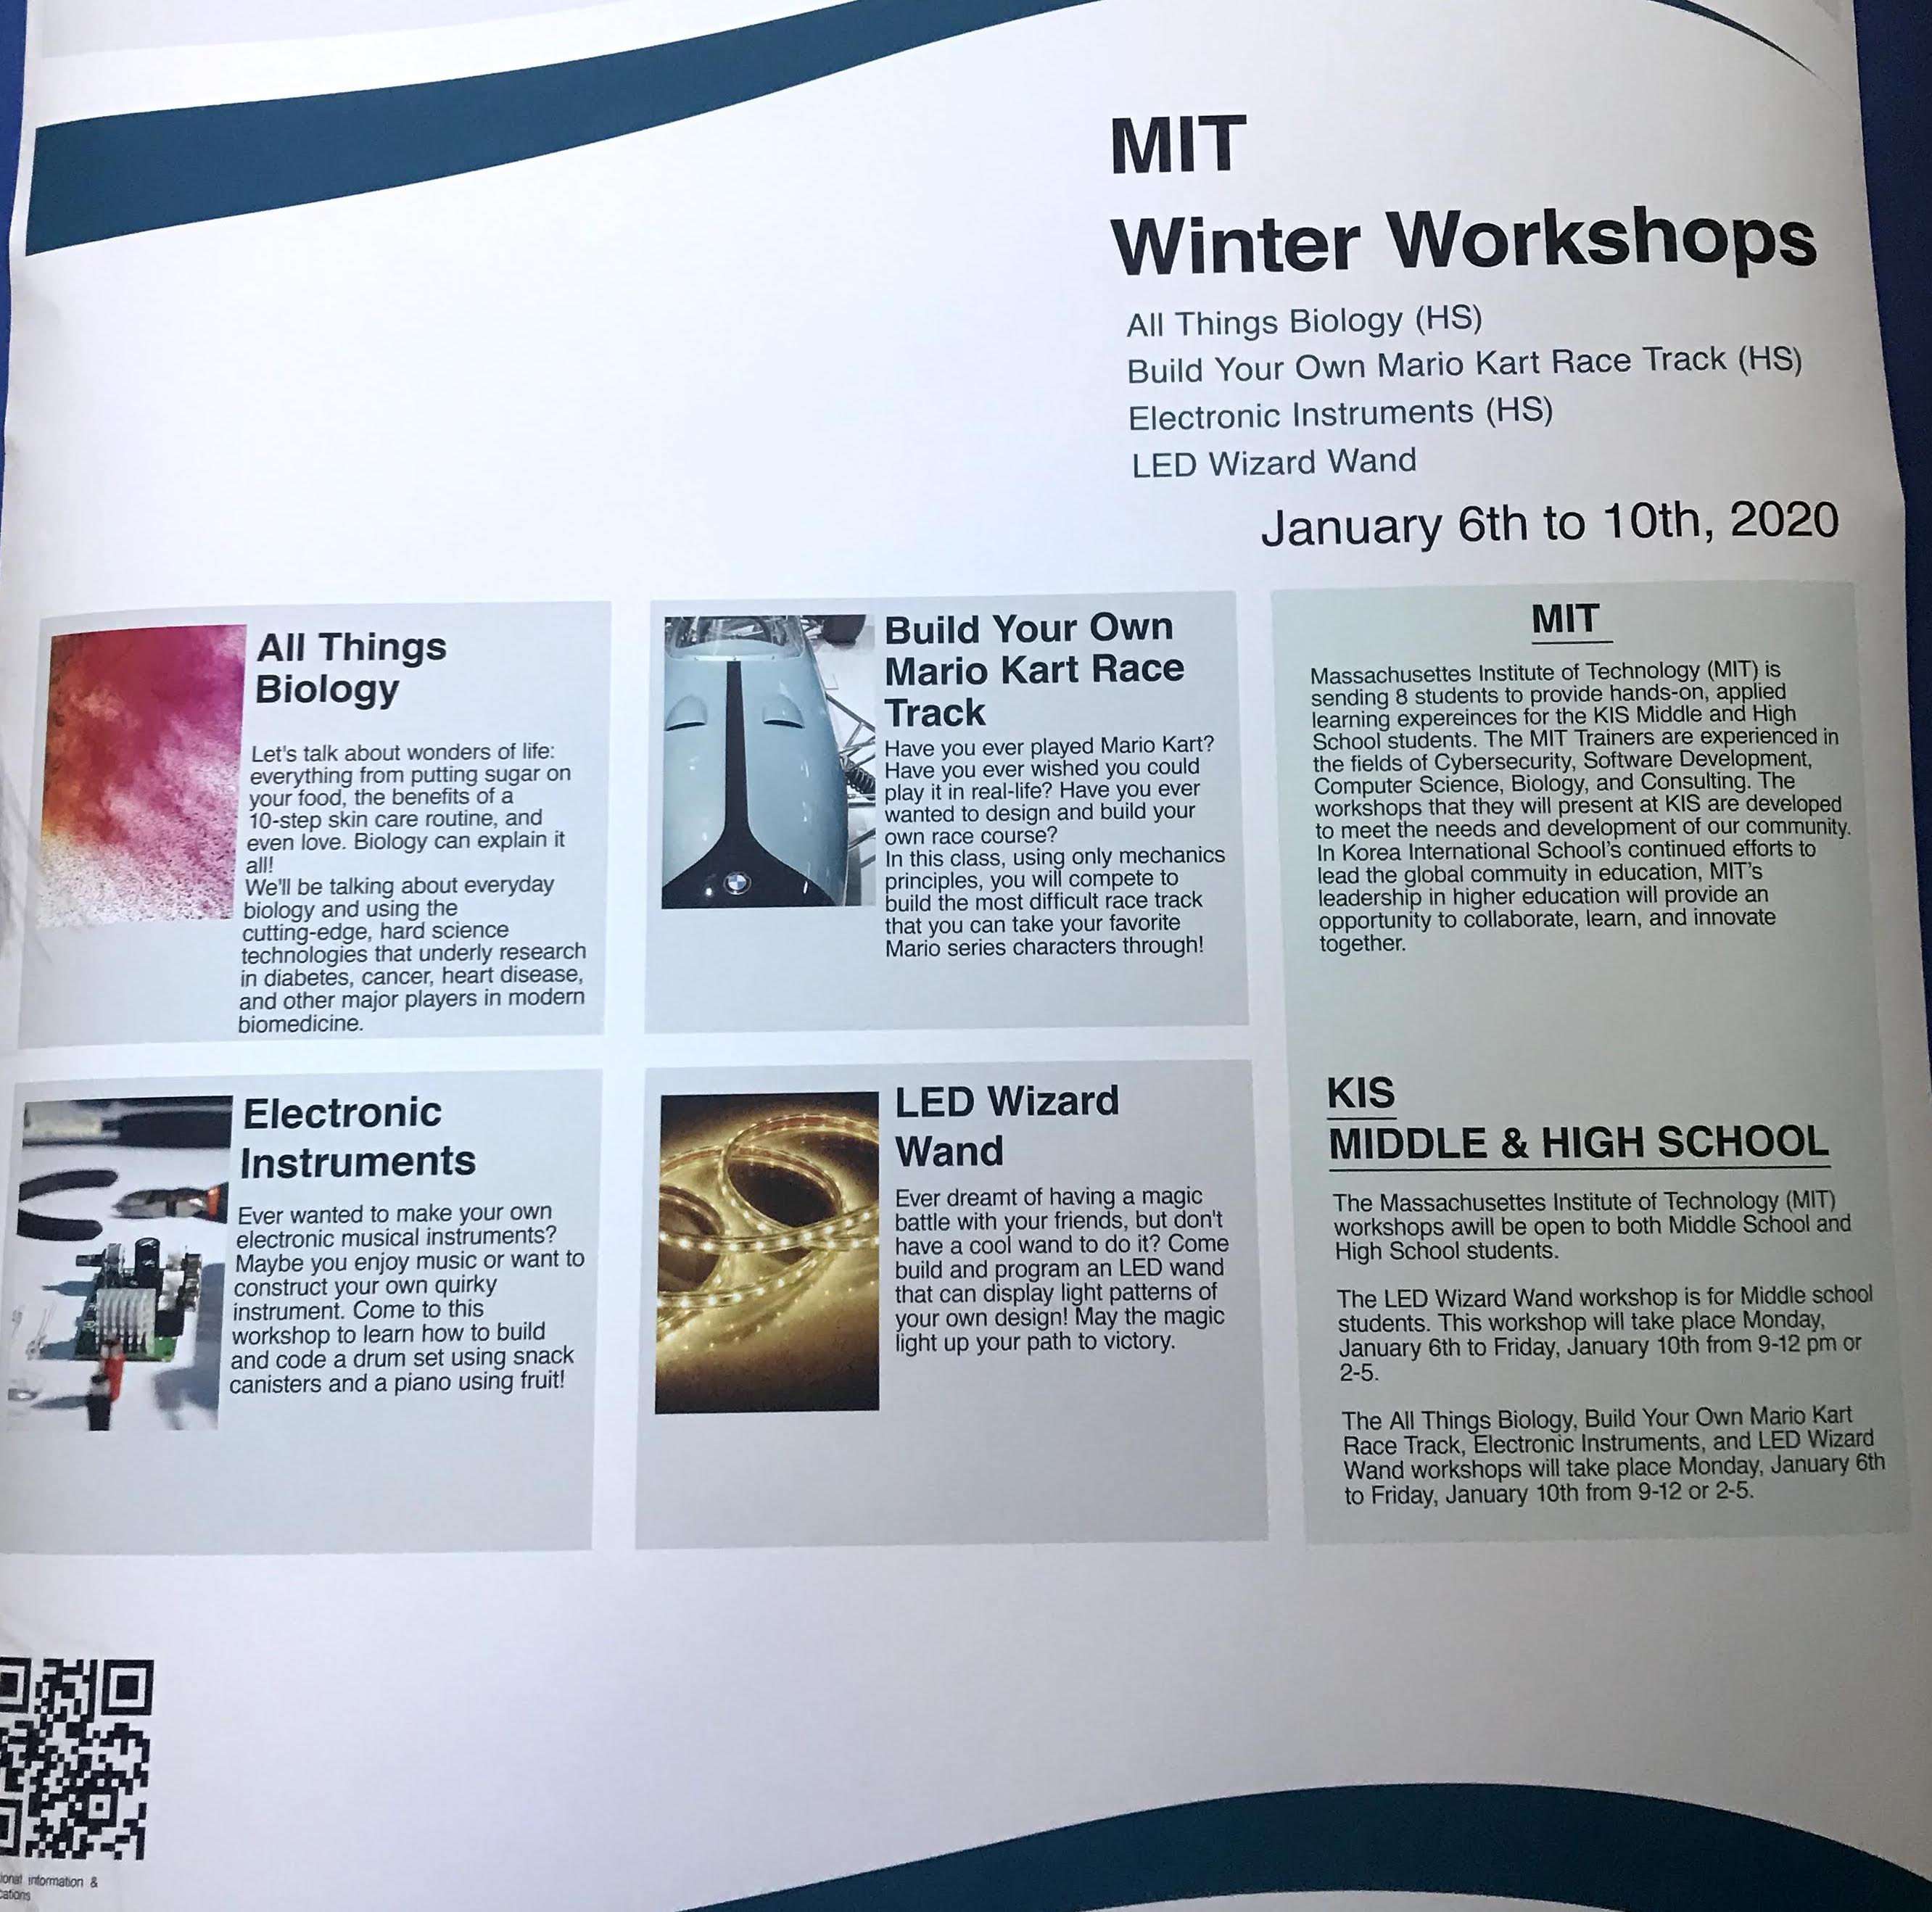 MIT
Winter Workshops
All Things Biology (HS)
Build Your Own Mario Kart Race Track (HS)
Electronic Instruments (HS)
LED Wizard Wand
January 6th to 10th, 2020
All Things
Biology
Let's talk about wonders of life:
everything from putting sugar on
your food, the benefits of a
10-step skin care routine, and
even love. Biology can explain it
all!
We'll be talking about everyday
biology and using the
cutting-edge, hard science
technologies that underly research
in diabetes, cancer, heart disease,
and other major players in modern
biomedicine.
Build Your Own
Mario Kart Race
Track
Have you ever played Mario Kart?
Have you ever wished you could
play it in real-life? Have you ever
wanted to design and build your
own race course?
In this class, using only mechanics
principles, you will compete to
build the most difficult race track
that you can take your favorite
Mario series characters through!
MIT
Massachusettes Institute of Technology (MIT) is
sending 8 students to provide hands-on, applied
learning expereinces for the KIS Middle and High
School students. The MIT Trainers are experienced in
the fields of Cybersecurity, Software Development,
Computer Science, Biology, and Consulting. The
workshops that they will present at KIS are developed
to meet the needs and development of our community.
In Korea International School's continued efforts to
lead the global commuity in education, MIT's
leadership in higher education will provide an
opportunity to collaborate, learn, and innovate
together.
Electronic
Instruments
Ever wanted to make your own
electronic musical instruments?
Maybe you enjoy music or want to
construct your own quirky
instrument. Come to this
workshop to learn how to build
and code a drum set using snack
canisters and a piano using fruit!
LED Wizard
Wand
Ever dreamt of having a magic
battle with your friends, but don't
have a cool wand to do it? Come
build and program an LED wand
that can display light patterns of
your own design! May the magic
light up your path to victory.
KIS
MIDDLE & HIGH SCHOOL
The Massachusettes Institute of Technology (MIT)
workshops awill be open to both Middle School and
High School students.
The LED Wizard Wand workshop is for Middle school
students. This workshop will take place Monday,
January 6th to Friday, January 10th from 9-12 pm or
2-5.
The All Things Biology, Build Your Own Mario Kart
Race Track, Electronic Instruments, and LED Wizard
Wand workshops will take place Monday, January 6th
to Friday, January 10th from 9-12 or 2-5.
information &